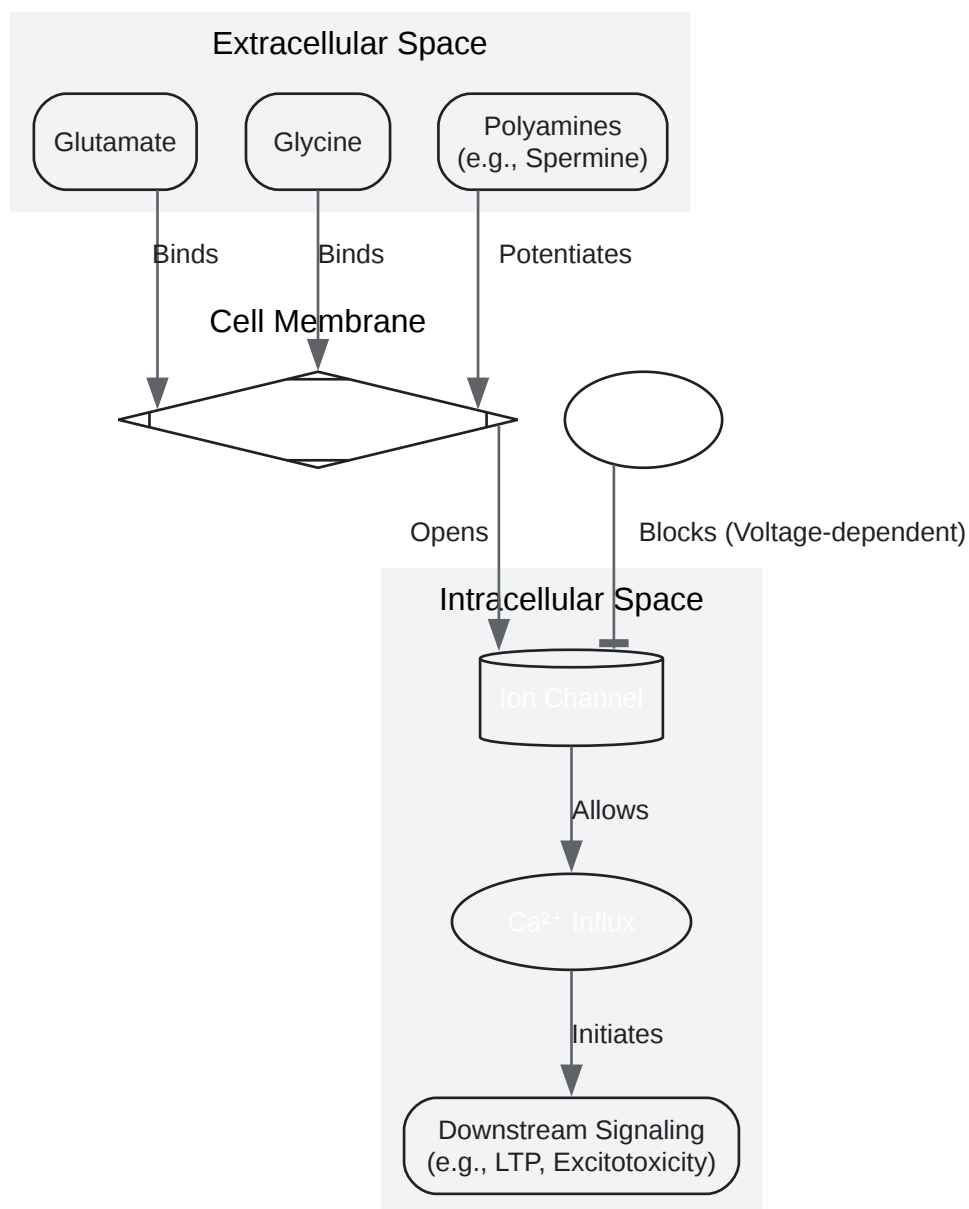 Extracellular Space
Glutamate
Glycine
Polyamines
(e.g., Spermine)
Binds
Binds
Potentiates
Cell Membrane
Opens
Blocks (Voltage-dependent)
Intracellular Space
Ion Channel
Allows
Ca²⁺ Influx
Initiates
Downstream Signaling
(e.g., LTP, Excitotoxicity)